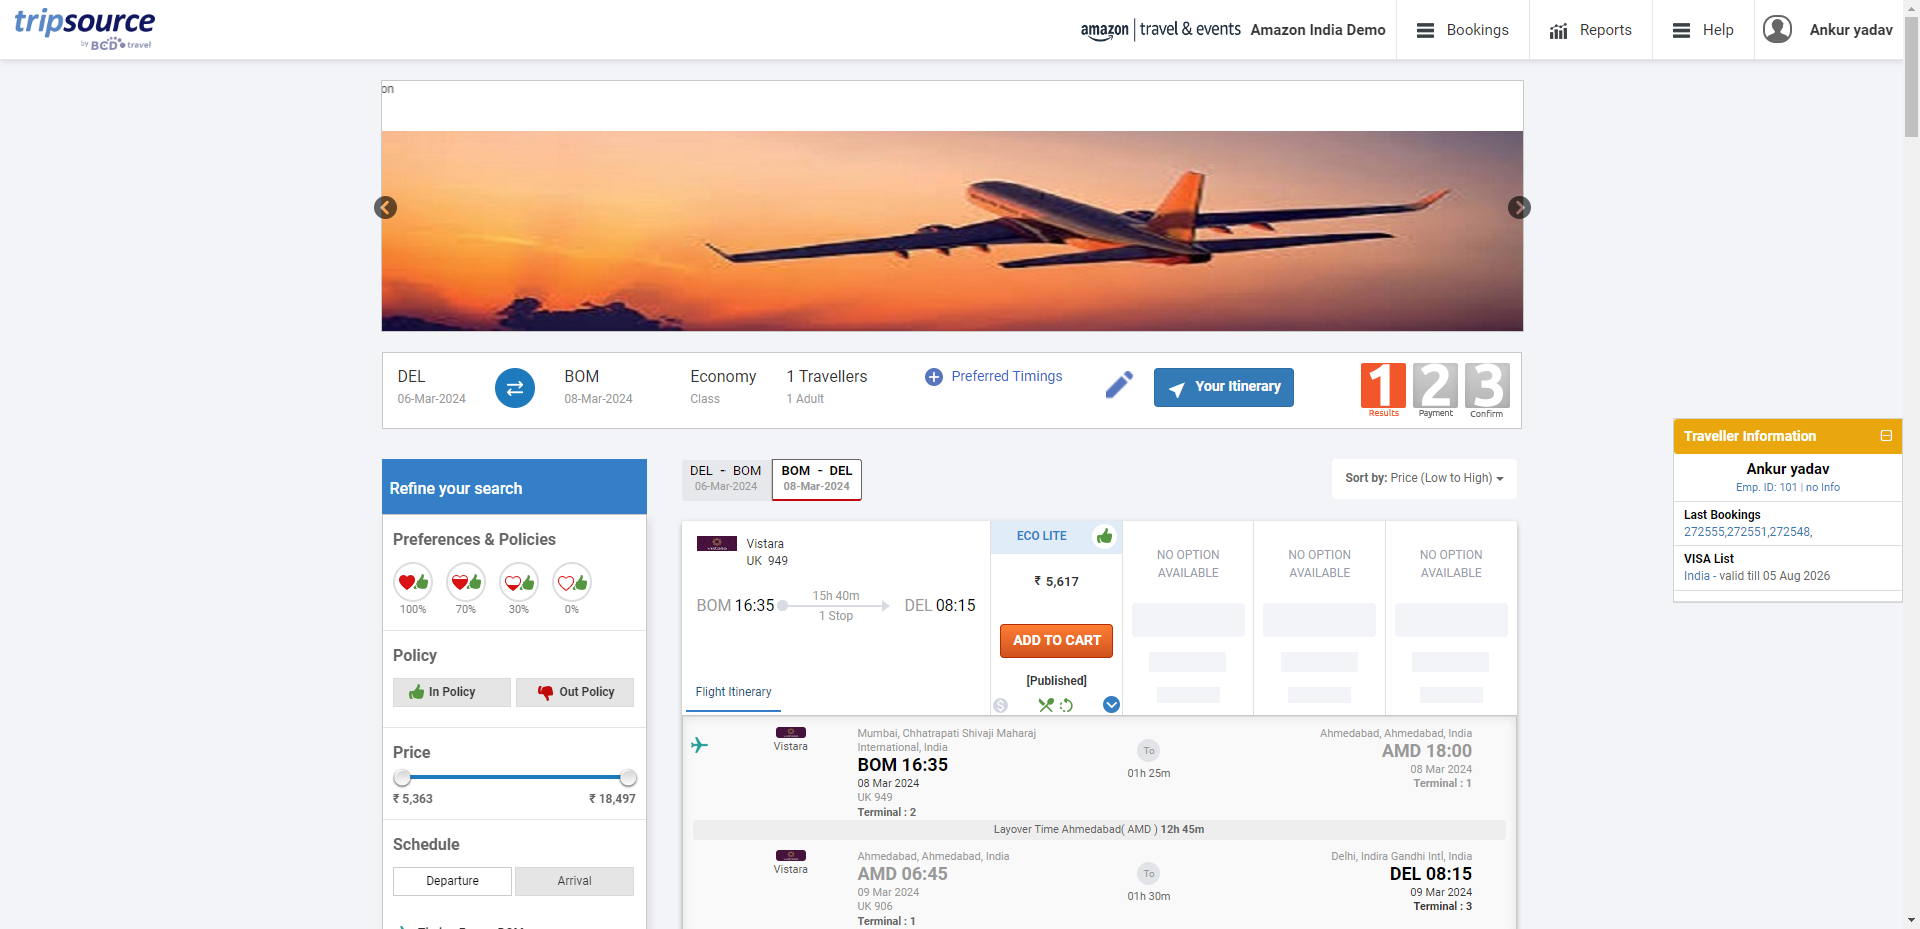 tripsource
by BCD travel
amazon | travel & events Amazon India Demo
Bookings
Reports
Help
Ankur yadav
on
DEL
06-Mar-2024
BOM
08-Mar-2024
Economy
Class
1 Travellers
1 Adult
Preferred Timings
Your Itinerary
1 Results
2 Payment
3 Confirm
Traveller Information
Ankur yadav
Emp. ID: 101 | no Info
Last Bookings
272555,272551,272548,
VISA List
India - valid till 05 Aug 2026
Refine your search
Preferences & Policies
100% 70% 30% 0%
Policy
In Policy Out Policy
Price
₹ 5,363 ₹ 18,497
Schedule
Departure Arrival
DEL - BOM
06-Mar-2024
BOM - DEL
08-Mar-2024
Sort by: Price (Low to High)
Vistara
UK 949
BOM 16:35
15h 40m
1 Stop
DEL 08:15
Flight Itinerary
ECO LITE
₹ 5,617
ADD TO CART
[Published]
NO OPTION
AVAILABLE
NO OPTION
AVAILABLE
NO OPTION
AVAILABLE
Vistara
Mumbai, Chhatrapati Shivaji Maharaj
International, India
BOM 16:35
08 Mar 2024
UK 949
Terminal : 2
To
01h 25m
Ahmedabad, Ahmedabad, India
AMD 18:00
08 Mar 2024
Terminal : 1
Layover Time Ahmedabad( AMD ) 12h 45m
Vistara
Ahmedabad, Ahmedabad, India
AMD 06:45
09 Mar 2024
UK 906
Terminal : 1
To
01h 30m
Delhi, Indira Gandhi Intl, India
DEL 08:15
09 Mar 2024
Terminal : 3